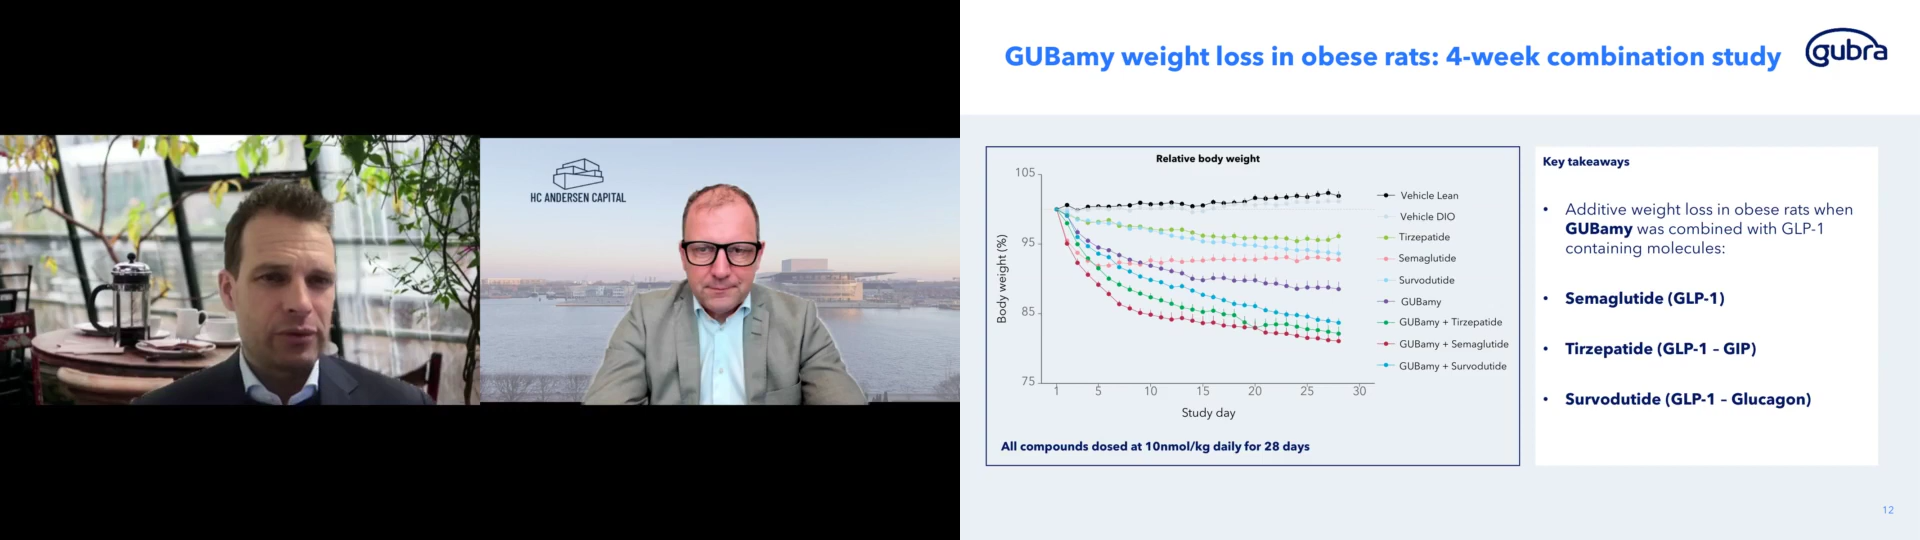 HC ANDERSEN CAPITAL
GUBamy weight loss in obese rats: 4-week combination study
gubra
Relative body weight
105
95
85
75
Body weight (%)
1 5 10 15 20 25 30
Study day
Vehicle Lean
Vehicle DIO
Tirzepatide
Semaglutide
Survodutide
GUBamy
GUBamy + Tirzepatide
GUBamy + Semaglutide
GUBamy + Survodutide
All compounds dosed at 10nmol/kg daily for 28 days
Key takeaways
• Additive weight loss in obese rats when
GUBamy was combined with GLP-1
containing molecules:
• Semaglutide (GLP-1)
• Tirzepatide (GLP-1 – GIP)
• Survodutide (GLP-1 – Glucagon)
12